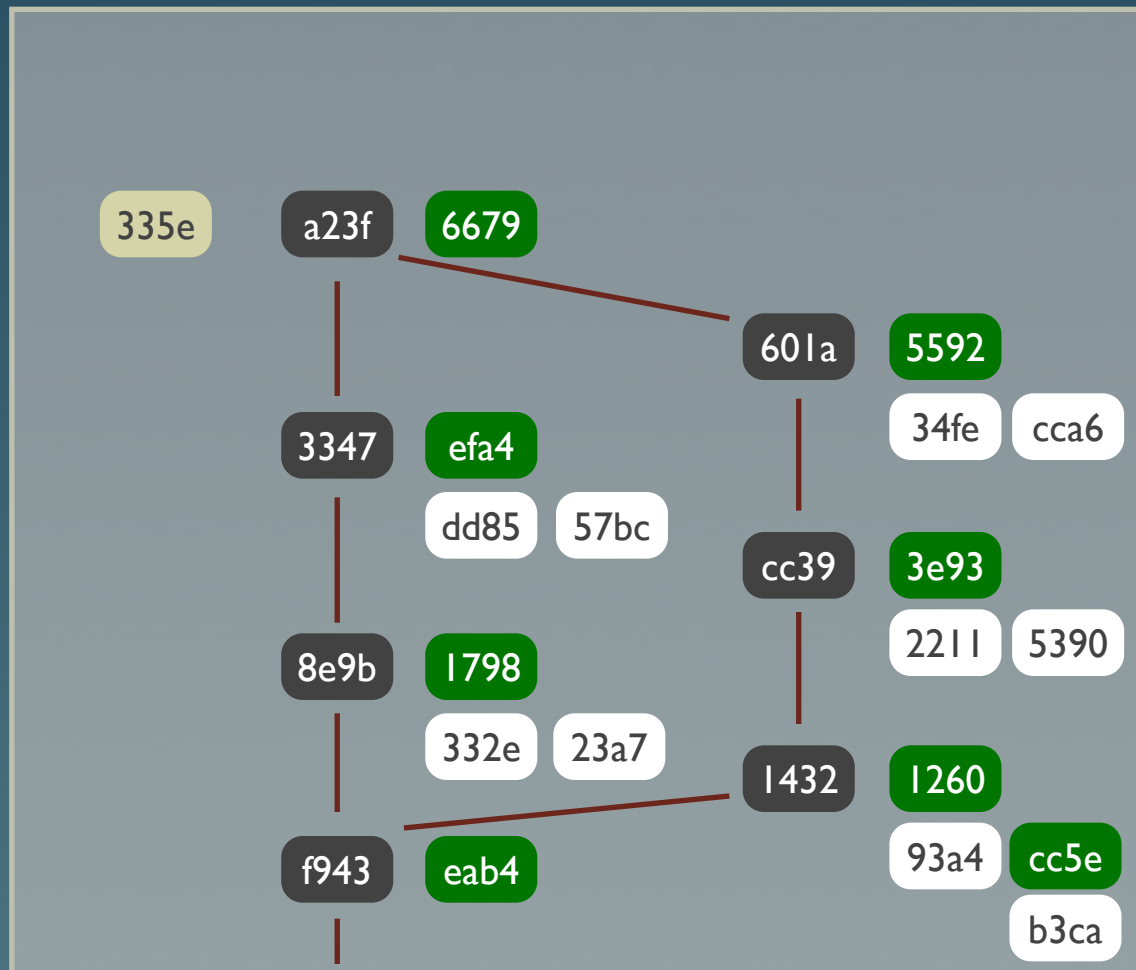 335e a23f 6679
601a 5592
34fe cca6
3347 efa4
dd85 57bc
cc39 3e93
2211 5390
8e9b 1798
332e 23a7
1432 1260
93a4 cc5e
f943 eab4
b3ca